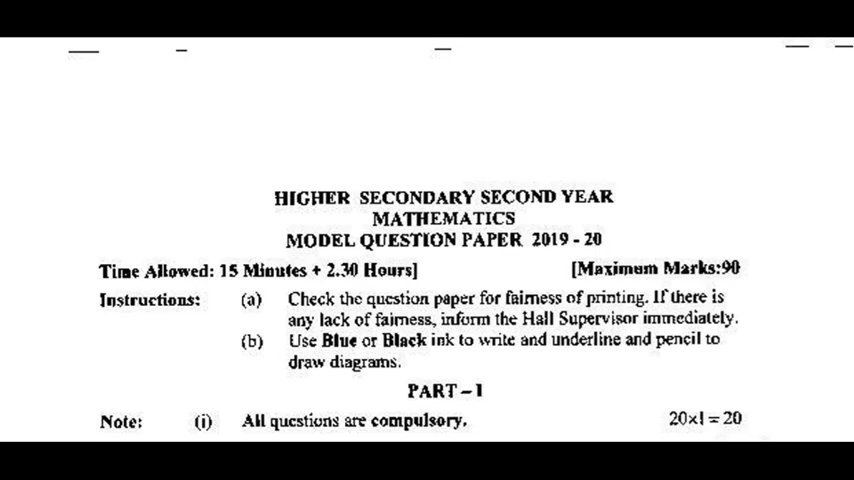 HIGHER SECONDARY SECOND YEAR
MATHEMATICS
MODEL QUESTION PAPER 2019 - 20
Time Allowed: 15 Minutes + 2.30 Hours] [Maximum Marks:90
Instructions: (a) Check the question paper for fairness of printing. If there is
any lack of fairness, inform the Hall Supervisor immediately.
(b) Use Blue or Black ink to write and underline and pencil to
draw diagrams.
PART – I
Note: (i) All questions are compulsory. 20×1 = 20